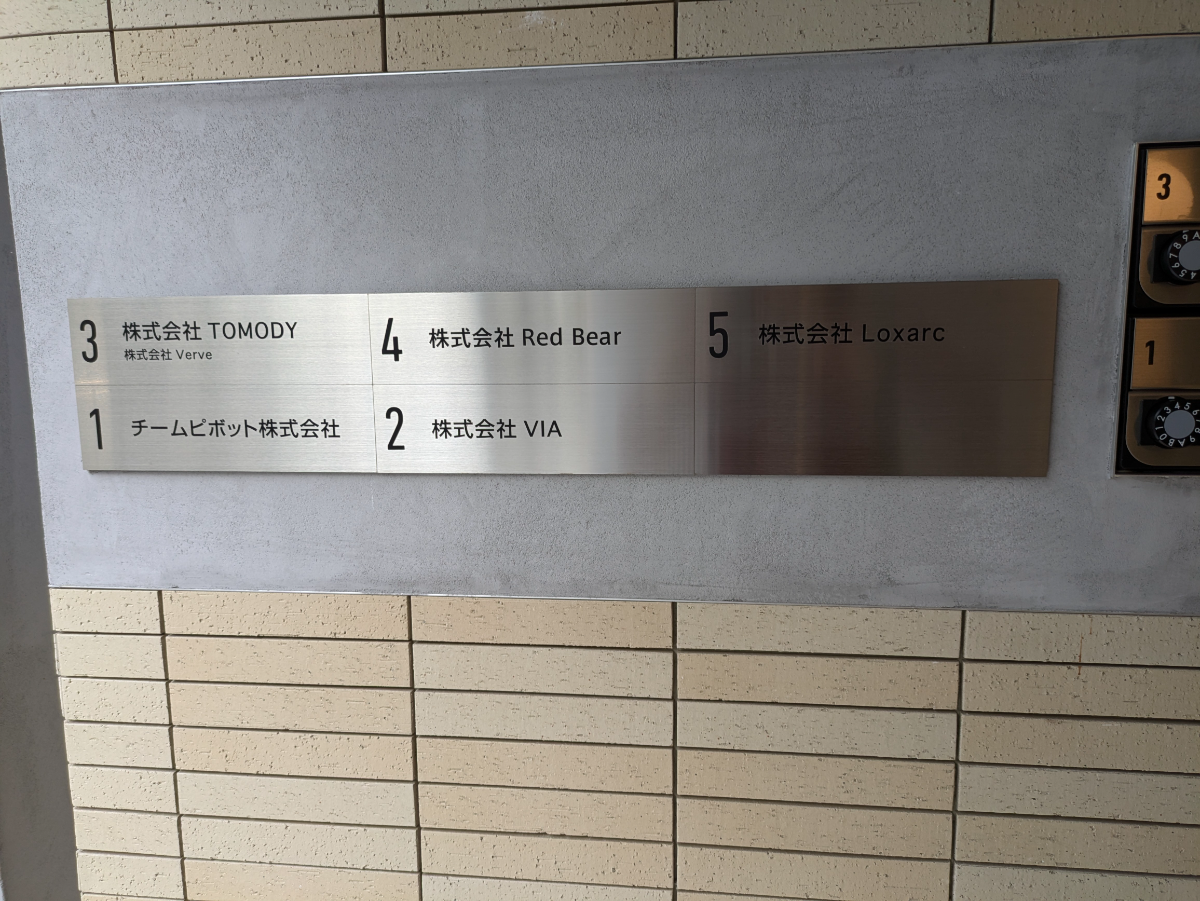 3 株式会社 TOMODY
株式会社 Verve
4 株式会社 Red Bear
5 株式会社 Loxarc
1 チームピボット株式会社
2 株式会社 VIA
3
1